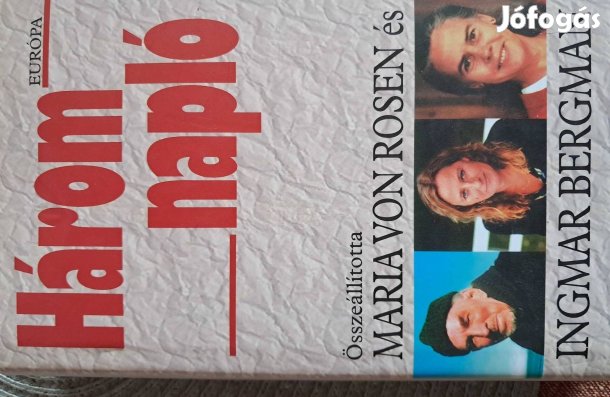 Jófogás
EURÓPA
Három
napló
Összeállította
MARIA VON ROSEN és
INGMAR BERGMAN